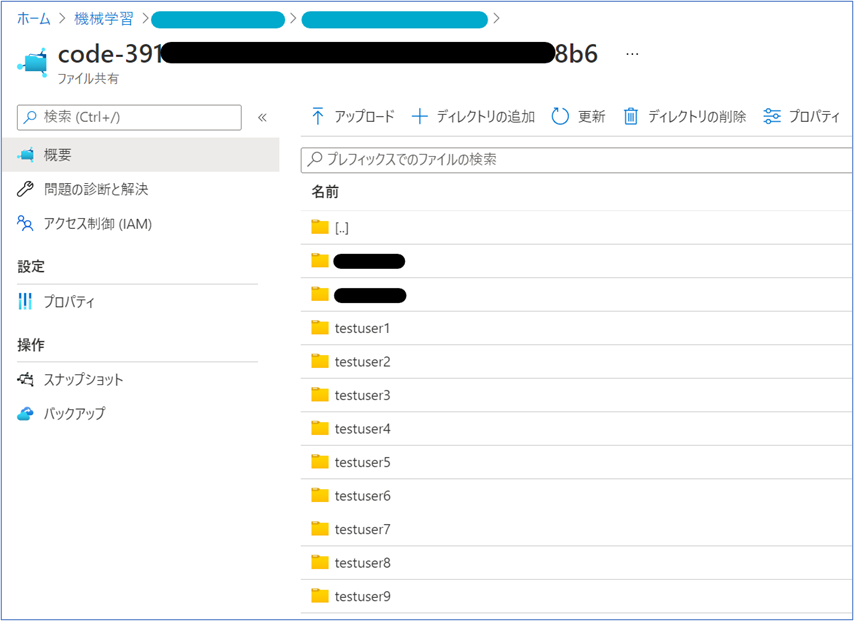 ホーム > 機械学習 > > >
code-391 8b6 ...
ファイル共有
検索 (Ctrl+/) «
概要
問題の診断と解決
アクセス制御 (IAM)
設定
プロパティ
操作
スナップショット
バックアップ
アップロード ディレクトリの追加 更新 ディレクトリの削除 プロパティ
プレフィックスでのファイルの検索
名前
[..]
testuser1
testuser2
testuser3
testuser4
testuser5
testuser6
testuser7
testuser8
testuser9